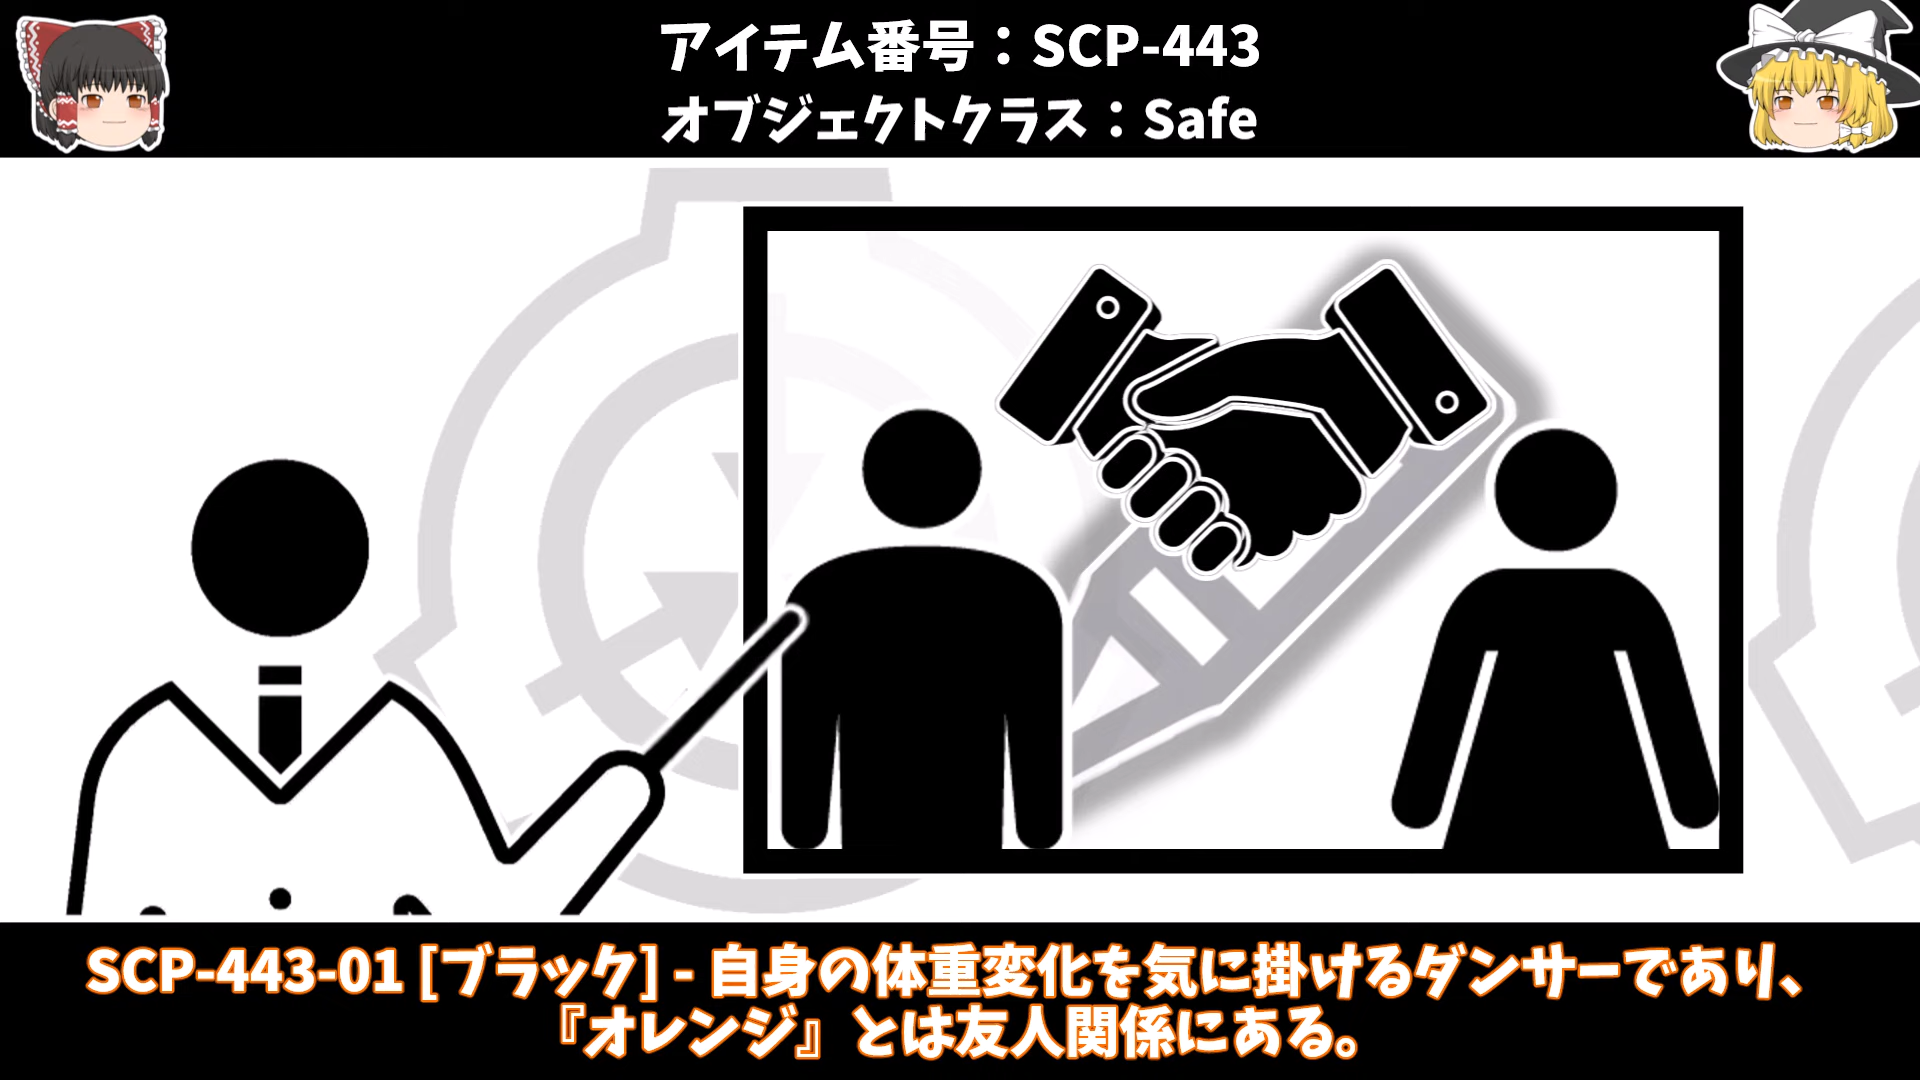 アイテム番号：SCP-443
オブジェクトクラス：Safe
SCP-443-01 [ブラック] - 自身の体重変化を気に掛けるダンサーであり、
『オレンジ』とは友人関係にある。